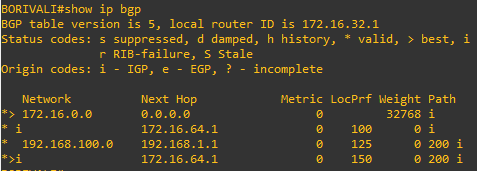 BORIVALI#show ip bgp
BGP table version is 5, local router ID is 172.16.32.1
Status codes: s suppressed, d damped, h history, * valid, > best, i
r RIB-failure, S Stale
Origin codes: i - IGP, e - EGP, ? - incomplete
Network Next Hop Metric LocPrf Weight Path
*> 172.16.0.0 0.0.0.0 0 32768 i
* i 172.16.64.1 0 100 0 i
* 192.168.100.0 192.168.1.1 0 125 0 200 i
*>i 172.16.64.1 0 150 0 200 i